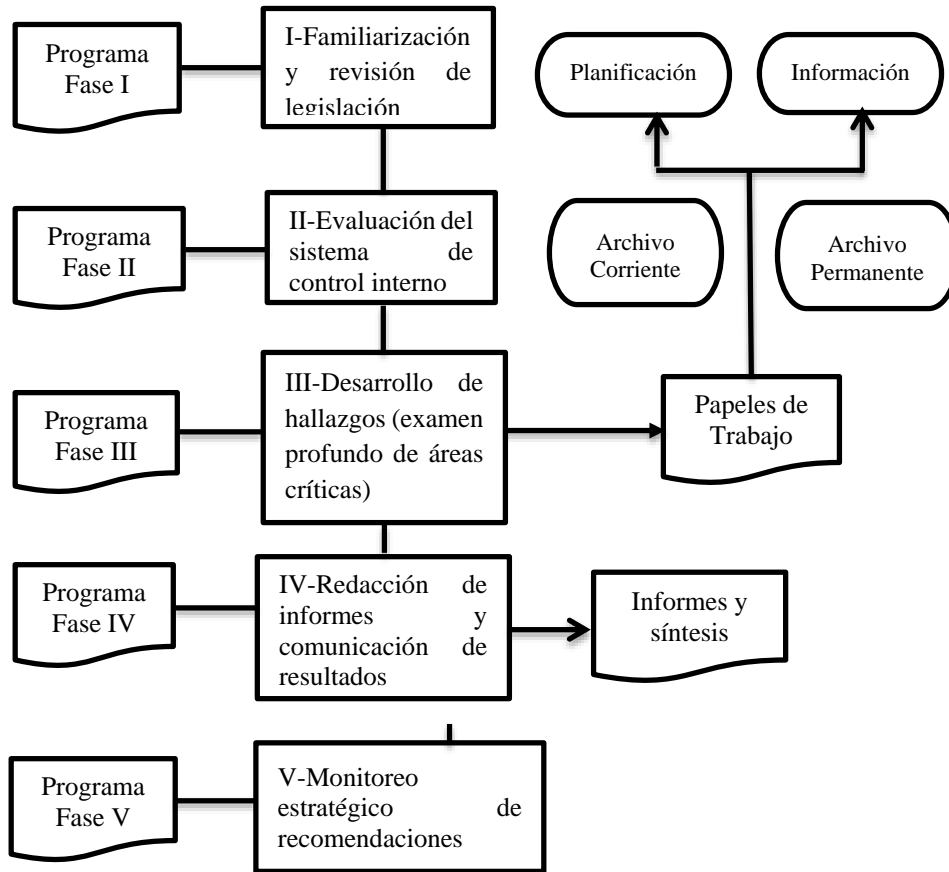 Programa
Fase I
I-Familiarización
y revisión de
legislación
Planificación
Información
Programa
Fase II
II-Evaluación del
sistema de
control interno
Archivo
Corriente
Archivo
Permanente
Programa
Fase III
III-Desarrollo de
hallazgos (examen
profundo de áreas
críticas)
Papeles de
Trabajo
Programa
Fase IV
IV-Redacción de
informes y
comunicación de
resultados
Informes y
síntesis
Programa
Fase V
V-Monitoreo
estratégico de
recomendaciones